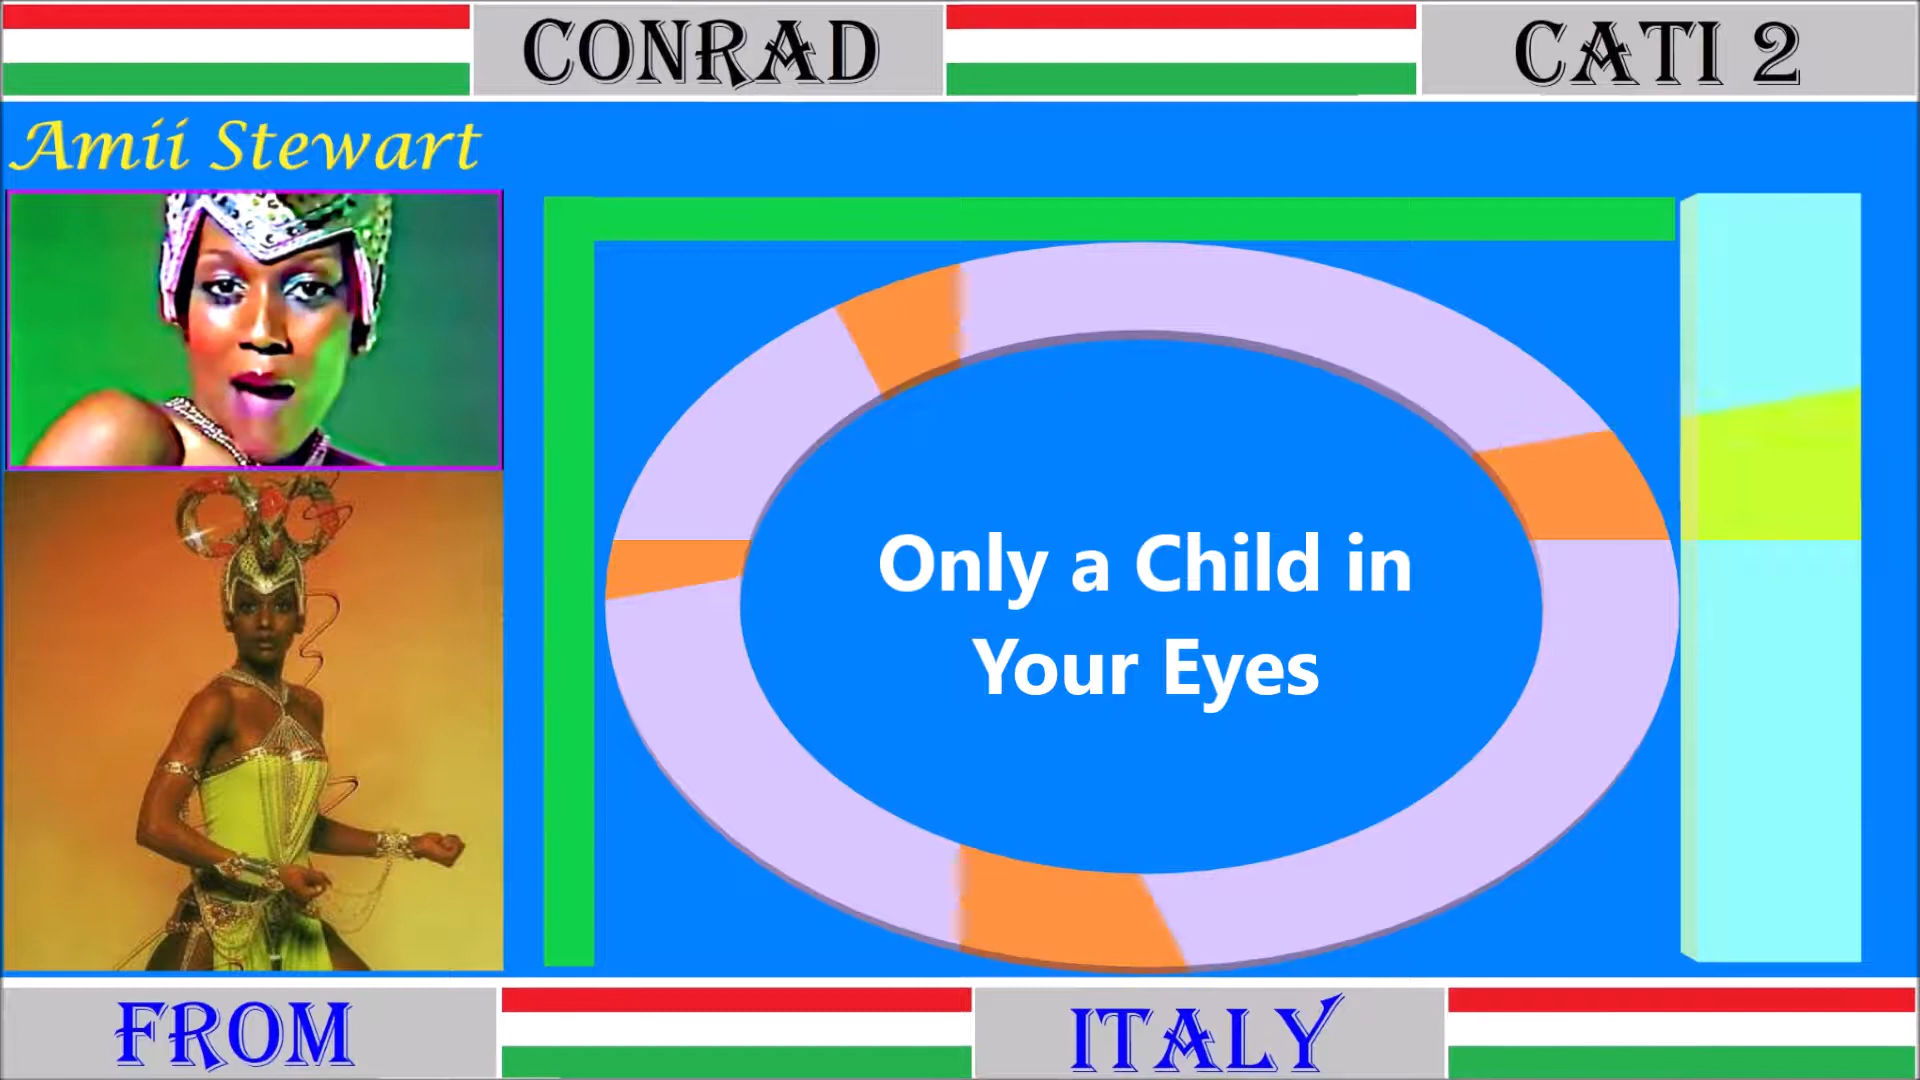 CONRAD
CATI 2
Amii Stewart
Only a Child in
Your Eyes
FROM
ITALY